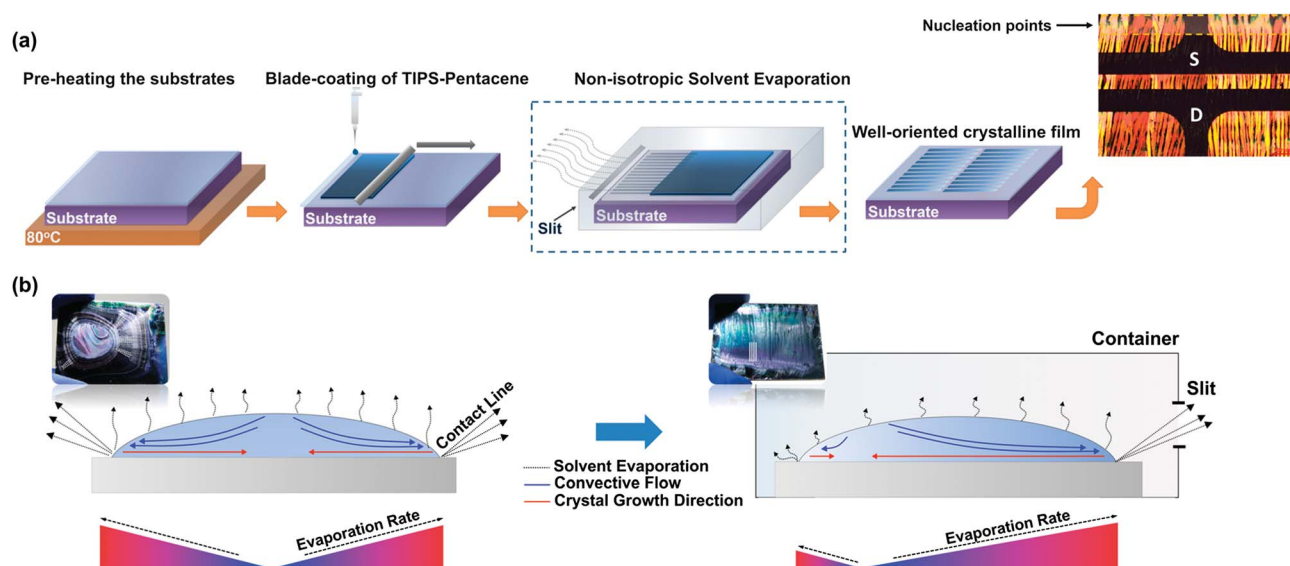 (a)
Nucleation points
Pre-heating the substrates
Blade-coating of TIPS-Pentacene
Non-isotropic Solvent Evaporation
Well-oriented crystalline film
S
D
Substrate
80°C
Substrate
Slit
Substrate
Substrate
(b)
Container
Slit
Contact Line
Solvent Evaporation
Convective Flow
Crystal Growth Direction
Evaporation Rate
Evaporation Rate